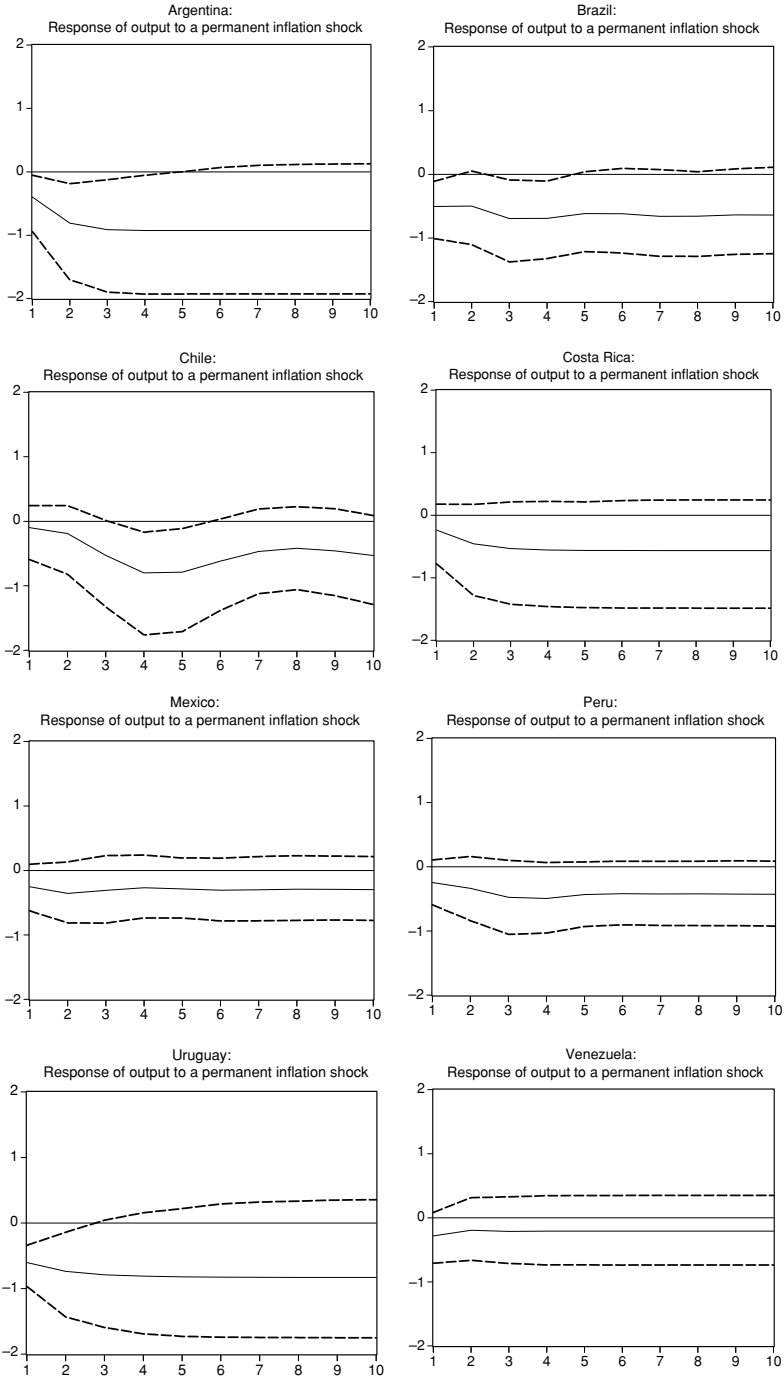 Argentina:
Response of output to a permanent inflation shock
2
1
0
–1
–2
1 2 3 4 5 6 7 8 9 10
Brazil:
Response of output to a permanent inflation shock
2
1
0
–1
–2
1 2 3 4 5 6 7 8 9 10
Chile:
Response of output to a permanent inflation shock
2
1
0
–1
–2
1 2 3 4 5 6 7 8 9 10
Costa Rica:
Response of output to a permanent inflation shock
2
1
0
–1
–2
1 2 3 4 5 6 7 8 9 10
Mexico:
Response of output to a permanent inflation shock
2
1
0
–1
–2
1 2 3 4 5 6 7 8 9 10
Peru:
Response of output to a permanent inflation shock
2
1
0
–1
–2
1 2 3 4 5 6 7 8 9 10
Uruguay:
Response of output to a permanent inflation shock
2
1
0
–1
–2
1 2 3 4 5 6 7 8 9 10
Venezuela:
Response of output to a permanent inflation shock
2
1
0
–1
–2
1 2 3 4 5 6 7 8 9 10